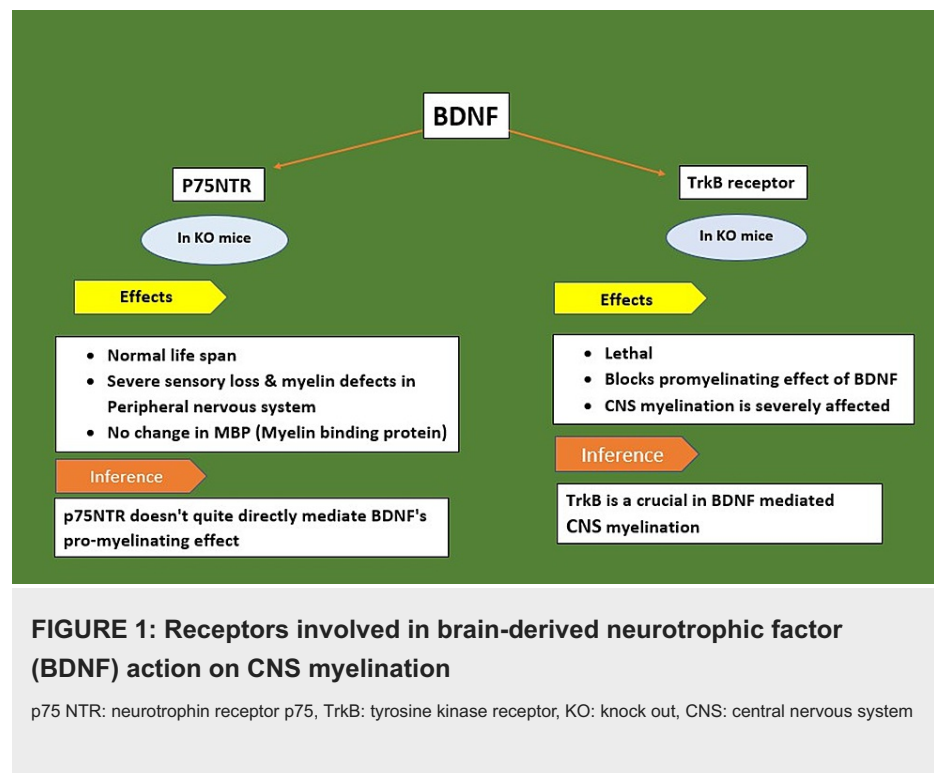 BDNF
P75NTR
In KO mice
Effects
• Normal life span
• Severe sensory loss & myelin defects in
Peripheral nervous system
• No change in MBP (Myelin binding protein)
Inference
p75NTR doesn't quite directly mediate BDNF's
pro-myelinating effect
TrkB receptor
In KO mice
Effects
• Lethal
• Blocks promyelinating effect of BDNF
• CNS myelination is severely affected
Inference
TrkB is a crucial in BDNF mediated
CNS myelination
FIGURE 1: Receptors involved in brain-derived neurotrophic factor
(BDNF) action on CNS myelination
p75 NTR: neurotrophin receptor p75, TrkB: tyrosine kinase receptor, KO: knock out, CNS: central nervous system